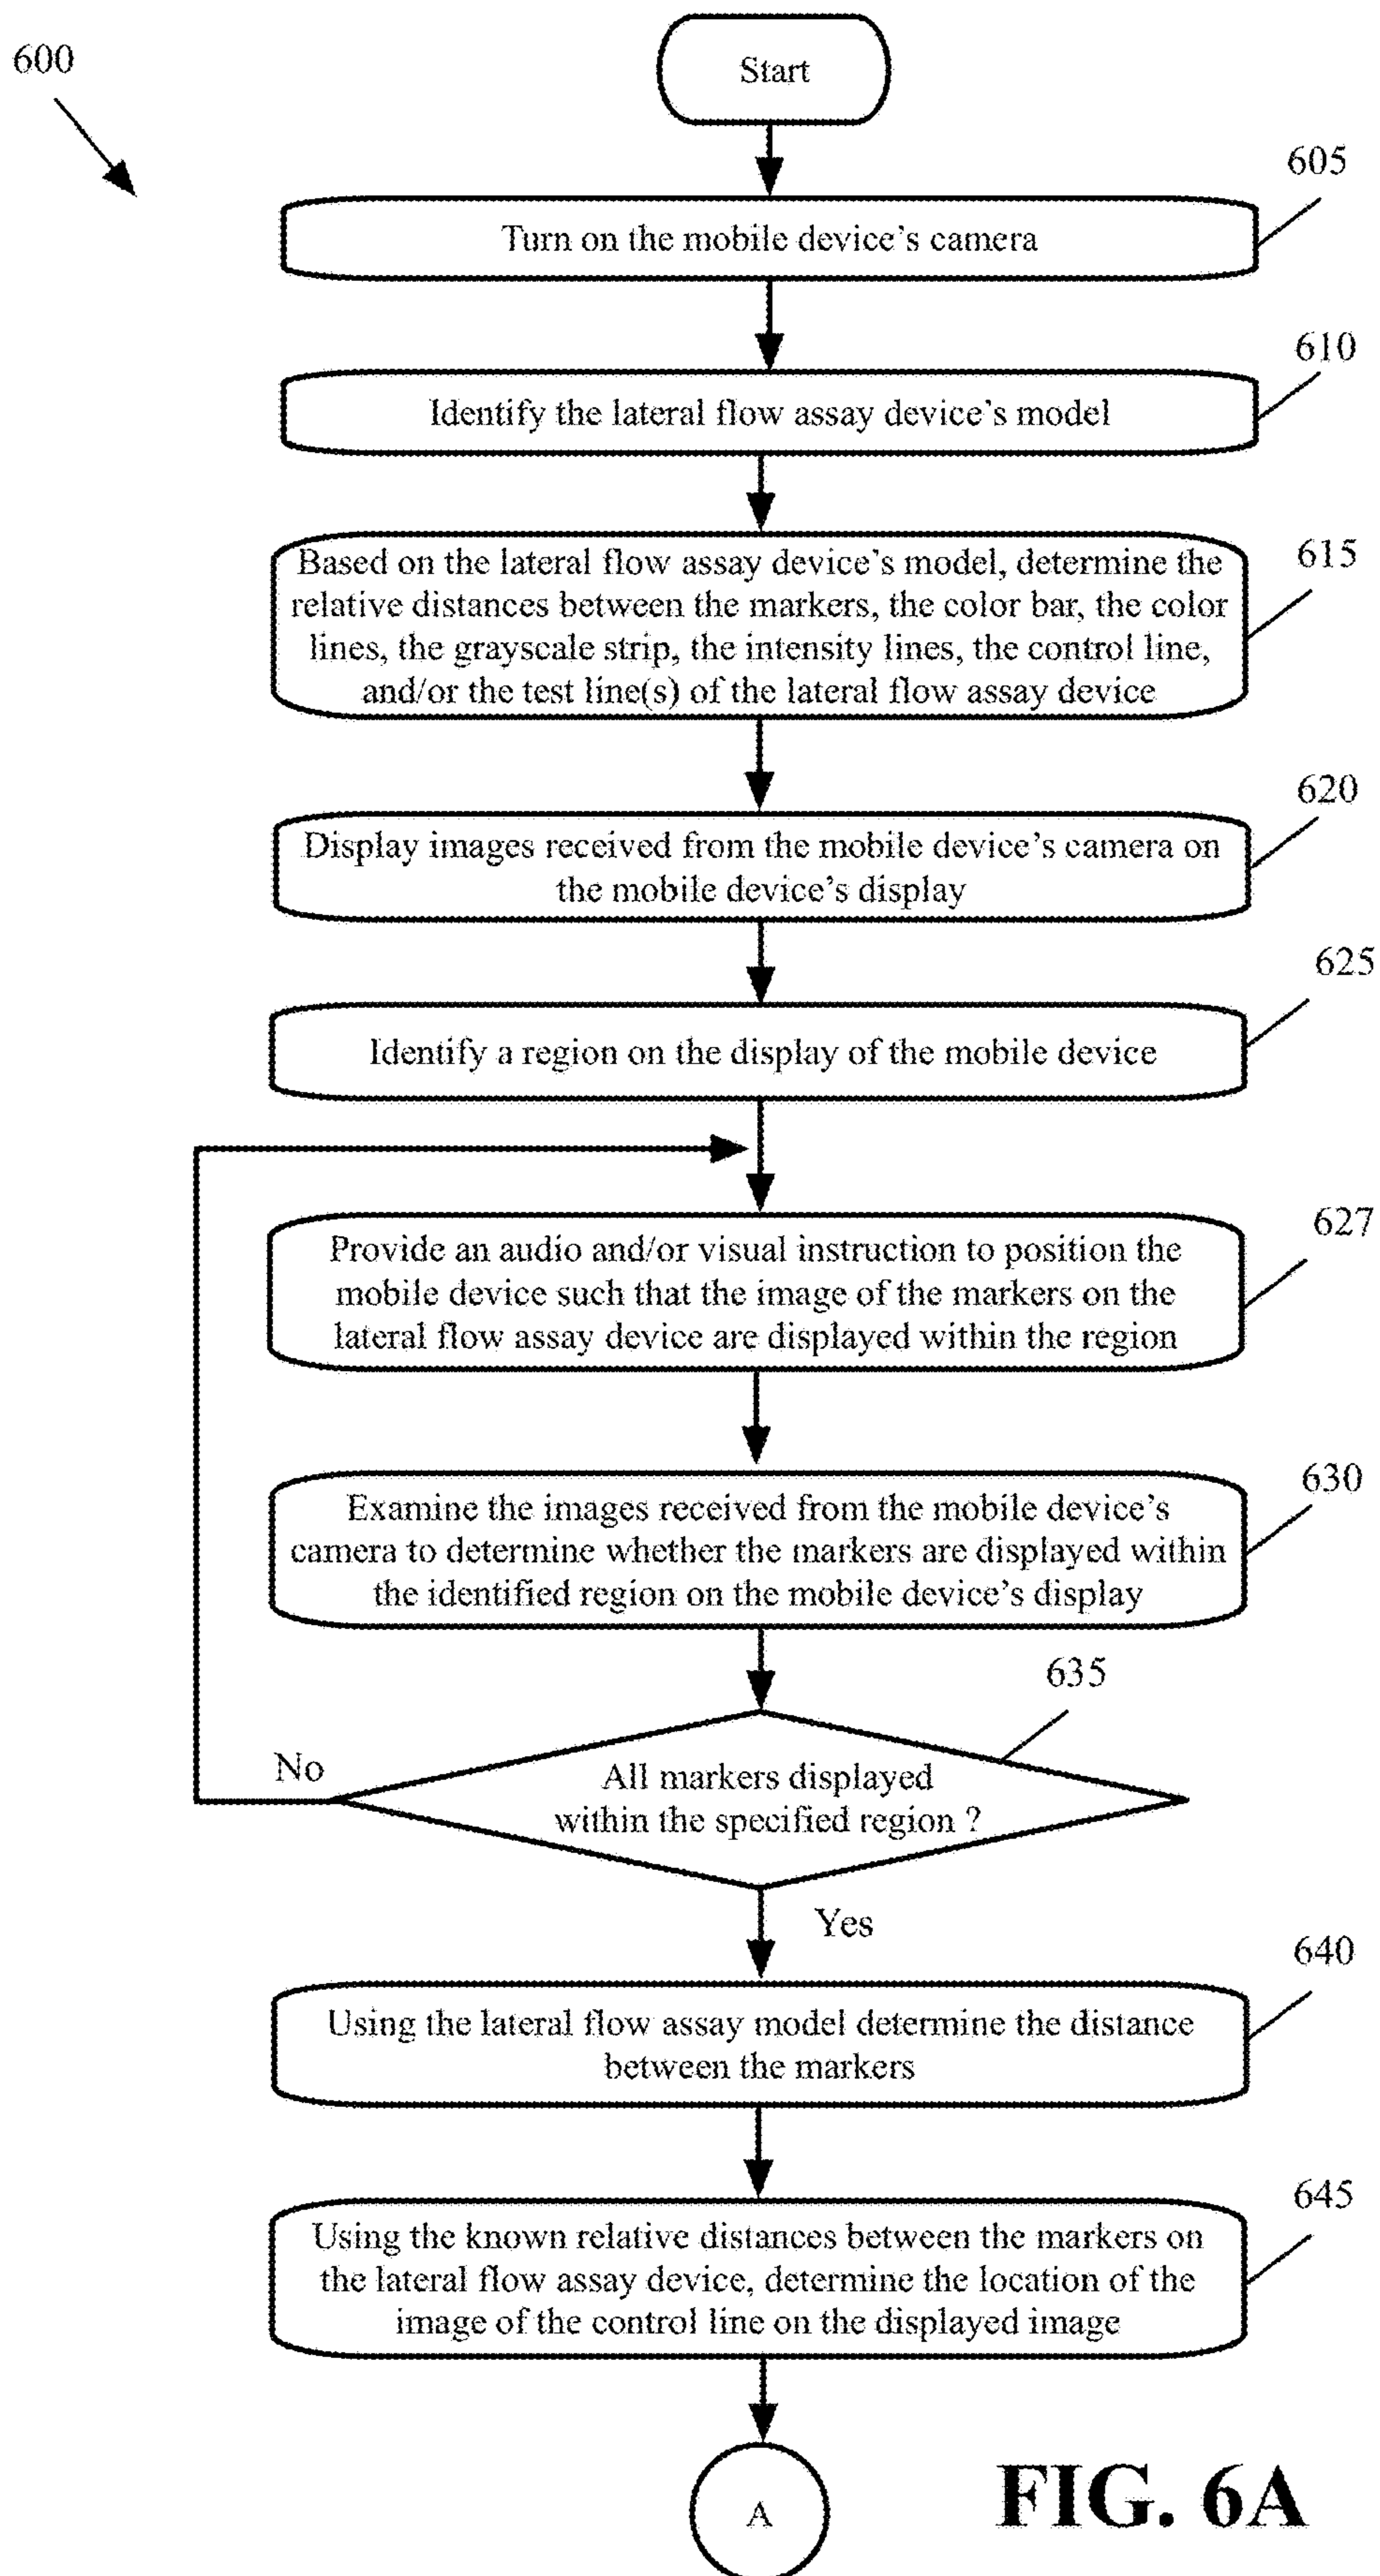 600
Start
605
Turn on the mobile device's camera
610
Identify the lateral flow assay device's model
615
Based on the lateral flow assay device's model, determine the
relative distances between the markers, the color bar, the color
lines, the grayscale strip, the intensity lines, the control line,
and/or the test line(s) of the lateral flow assay device
620
Display images received from the mobile device's camera on
the mobile device's display
625
Identify a region on the display of the mobile device
627
Provide an audio and/or visual instruction to position the
mobile device such that the image of the markers on the
lateral flow assay device are displayed within the region
630
Examine the images received from the mobile device's
camera to determine whether the markers are displayed within
the identified region on the mobile device's display
635
No
All markers displayed
within the specified region ?
Yes
640
Using the lateral flow assay model determine the distance
between the markers
645
Using the known relative distances between the markers on
the lateral flow assay device, determine the location of the
image of the control line on the displayed image
A
FIG. 6A